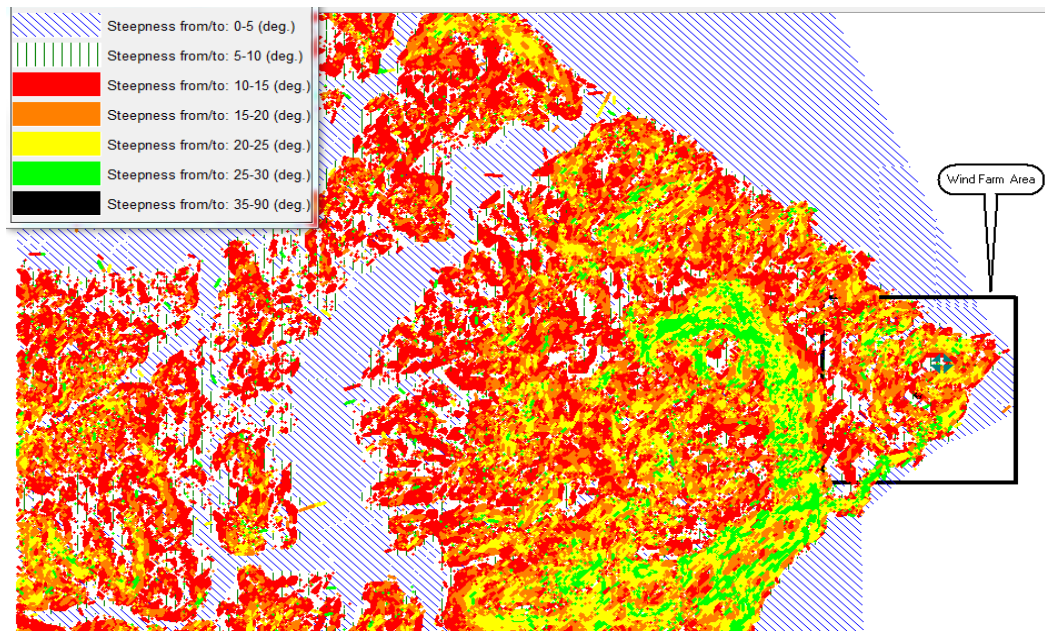 Steepness from/to: 0-5 (deg.)
Steepness from/to: 5-10 (deg.)
Steepness from/to: 10-15 (deg.)
Steepness from/to: 15-20 (deg.)
Steepness from/to: 20-25 (deg.)
Steepness from/to: 25-30 (deg.)
Steepness from/to: 35-90 (deg.)
Wind Farm Area